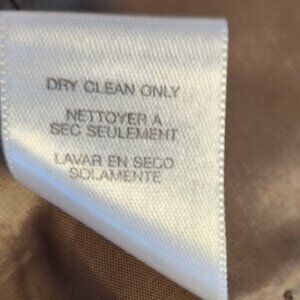 DRY CLEAN ONLY
NETTOYER A
SEC SEULEMENT
LAVAR EN SECO
SOLAMENTE